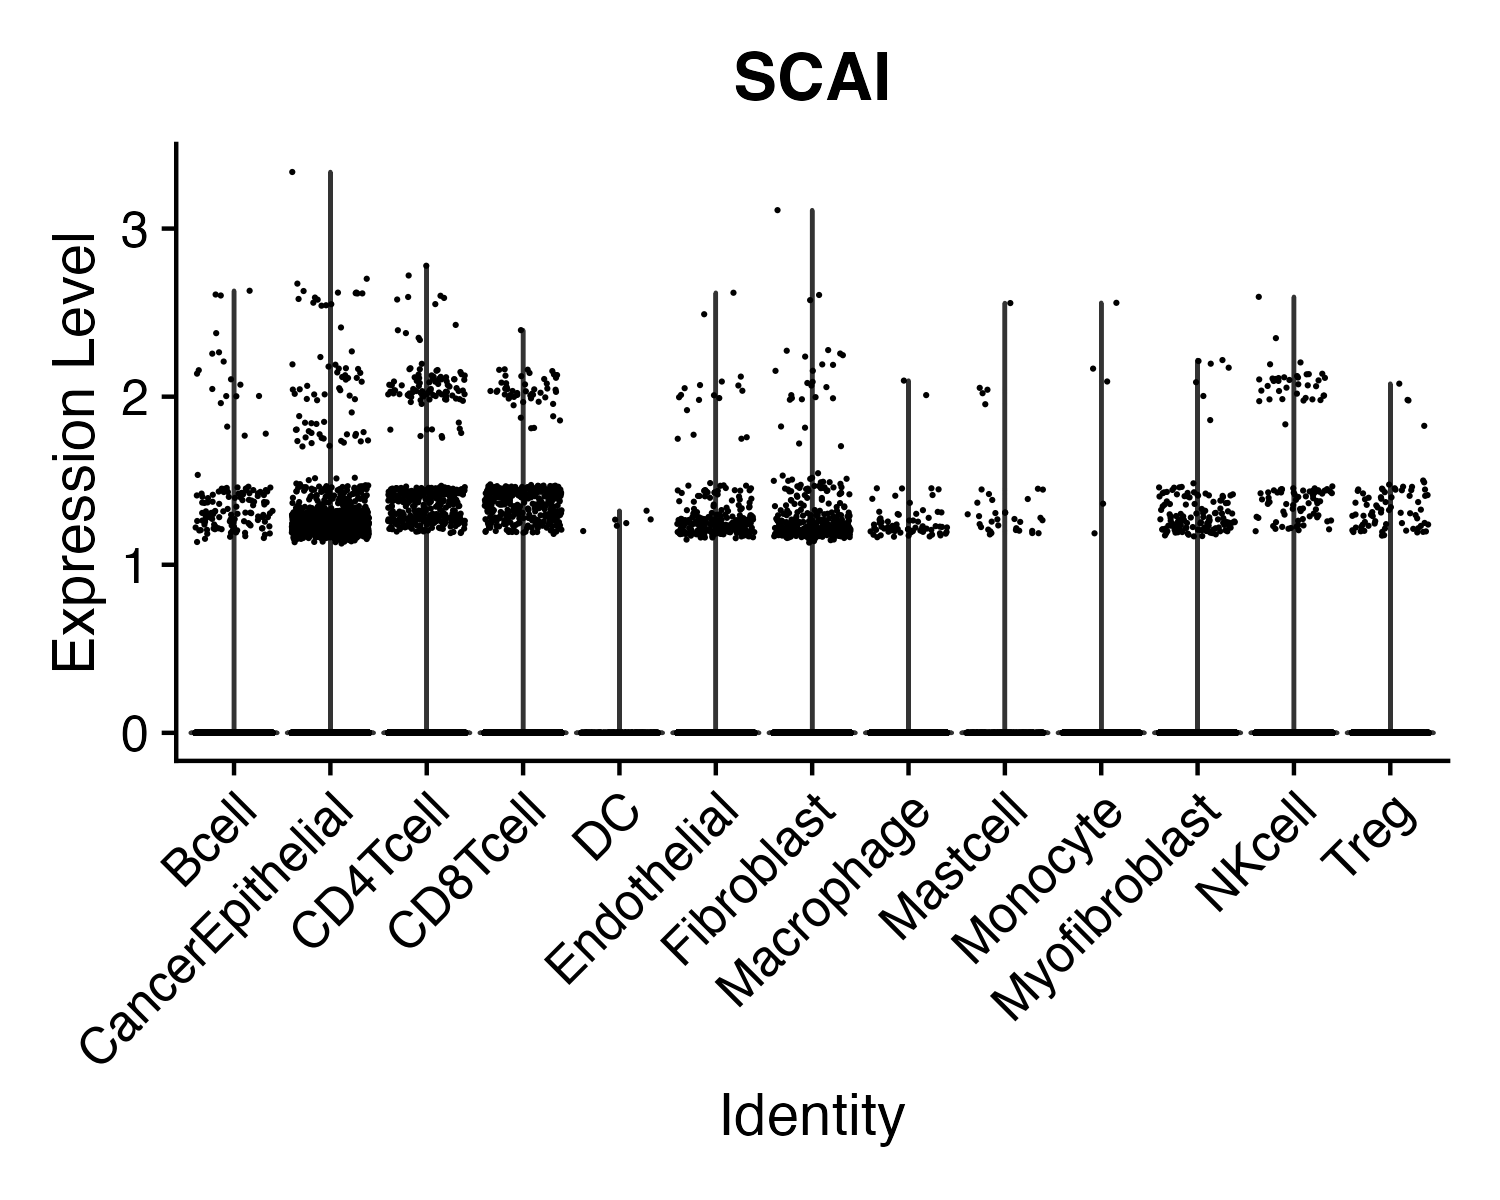 SCAI
Expression Level
3
2
1
0
Bcell
CancerEpithelial
CD4Tcell
CD8Tcell
DC
Endothelial
Fibroblast
Macrophage
Mastcell
Monocyte
Myofibroblast
NKcell
Treg
Identity